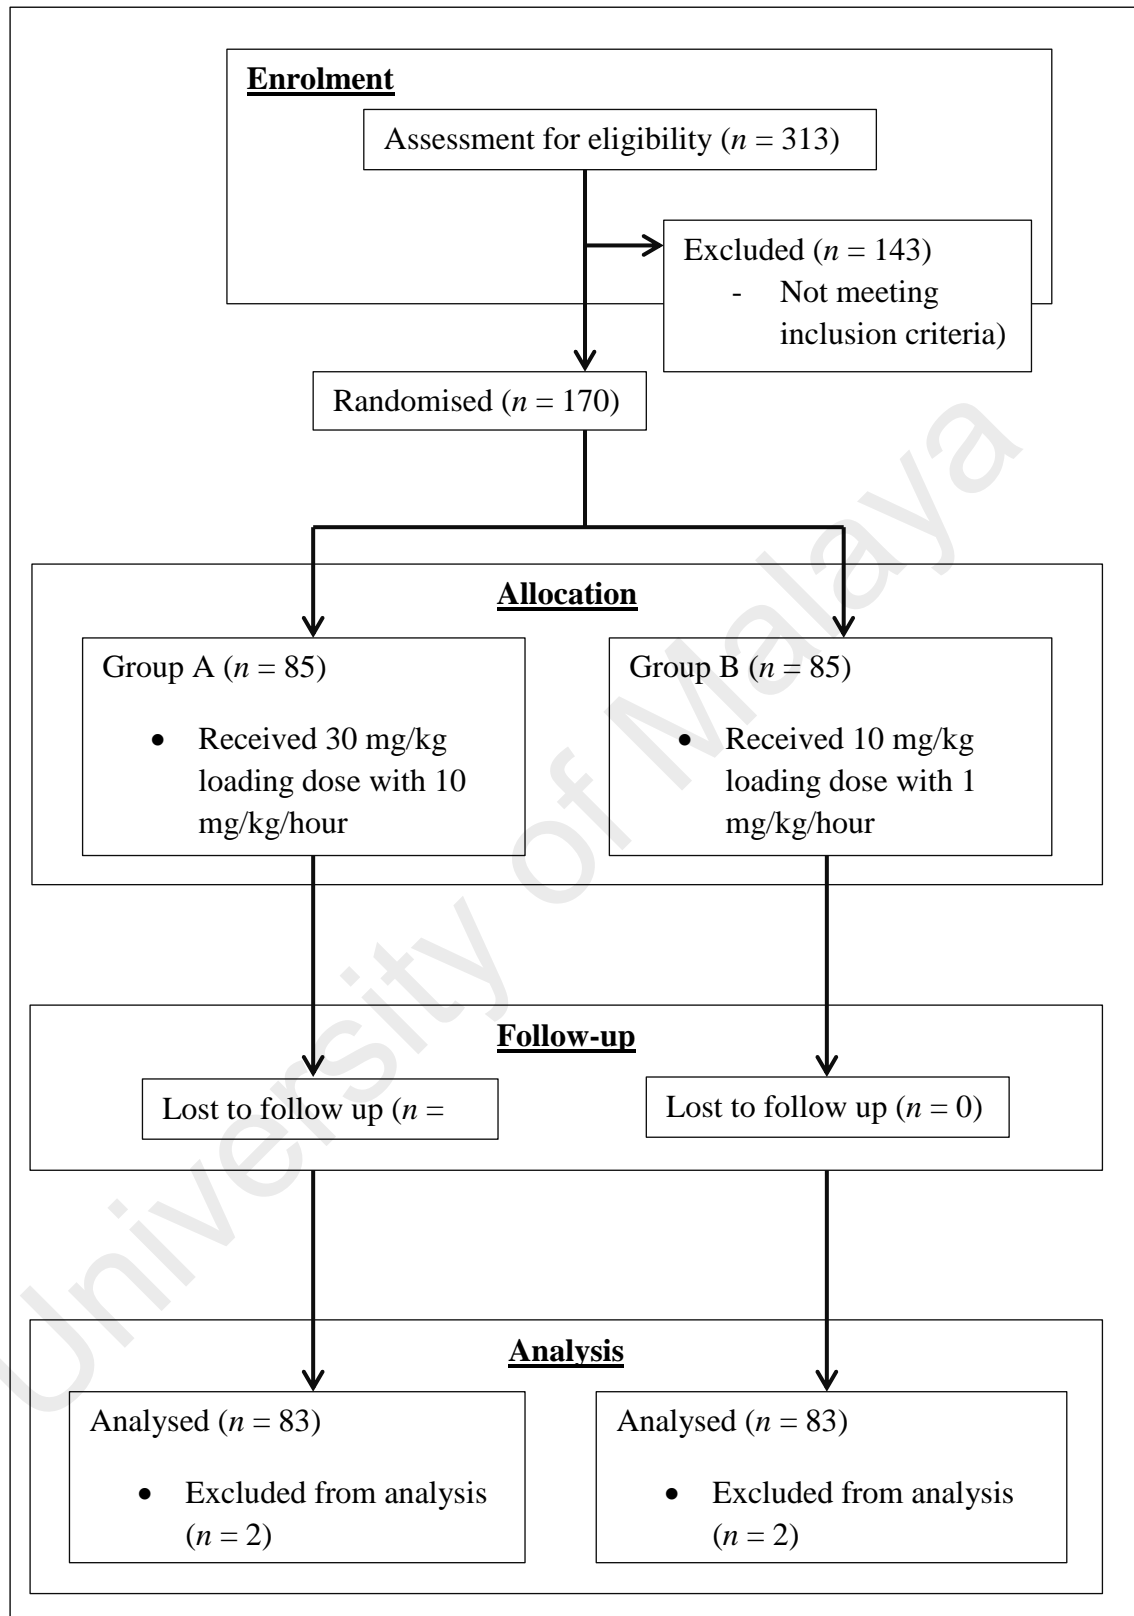 Enrolment
Assessment for eligibility (n = 313)
Excluded (n = 143)
- Not meeting
inclusion criteria)
Randomised (n = 170)
Allocation
Group A (n = 85)
• Received 30 mg/kg
loading dose with 10
mg/kg/hour
Group B (n = 85)
• Received 10 mg/kg
loading dose with 1
mg/kg/hour
Follow-up
Lost to follow up (n =
Lost to follow up (n = 0)
Analysis
Analysed (n = 83)
• Excluded from analysis
(n = 2)
Analysed (n = 83)
• Excluded from analysis
(n = 2)
University of Malaya